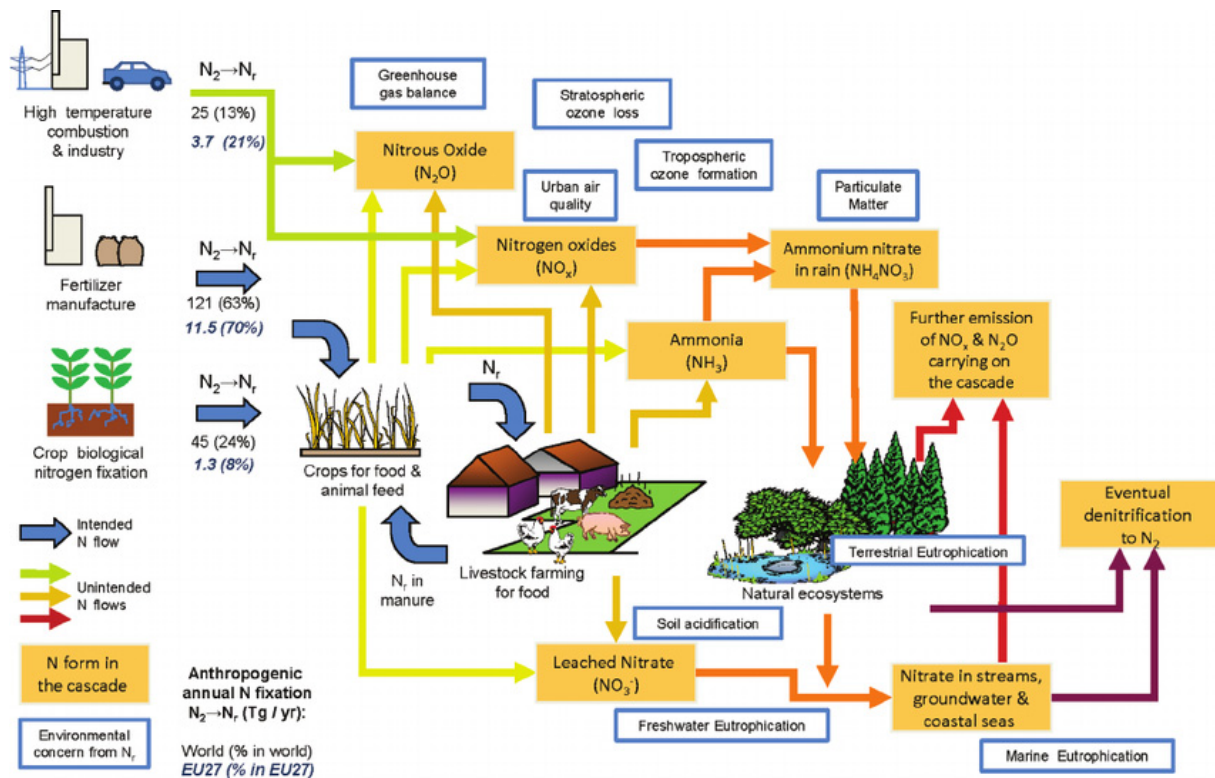 High temperature
combustion
& industry
N₂→Nᵣ
25 (13%)
3.7 (21%)
Greenhouse
gas balance
Stratospheric
ozone loss
Tropospheric
ozone formation
Nitrous Oxide
(N₂O)
Urban air
quality
Particulate
Matter
Fertilizer
manufacture
N₂→Nᵣ
121 (63%)
11.5 (70%)
Nitrogen oxides
(NOₓ)
Ammonium nitrate
in rain (NH₄NO₃)
Ammonia
(NH₃)
Further emission
of NOₓ & N₂O
carrying on
the cascade
Crop biological
nitrogen fixation
N₂→Nᵣ
45 (24%)
1.3 (8%)
Nᵣ
Crops for food &
animal feed
Nᵣ in
manure
Livestock farming
for food
Terrestrial Eutrophication
Natural ecosystems
Eventual
denitrification
to N₂
Intended
N flow
Unintended
N flows
Soil acidification
N form in
the cascade
Anthropogenic
annual N fixation
N₂→Nᵣ (Tg / yr):
Leached Nitrate
(NO₃⁻)
Nitrate in streams,
groundwater &
coastal seas
Freshwater Eutrophication
Marine Eutrophication
Environmental
concern from Nᵣ
World (% in world)
EU27 (% in EU27)